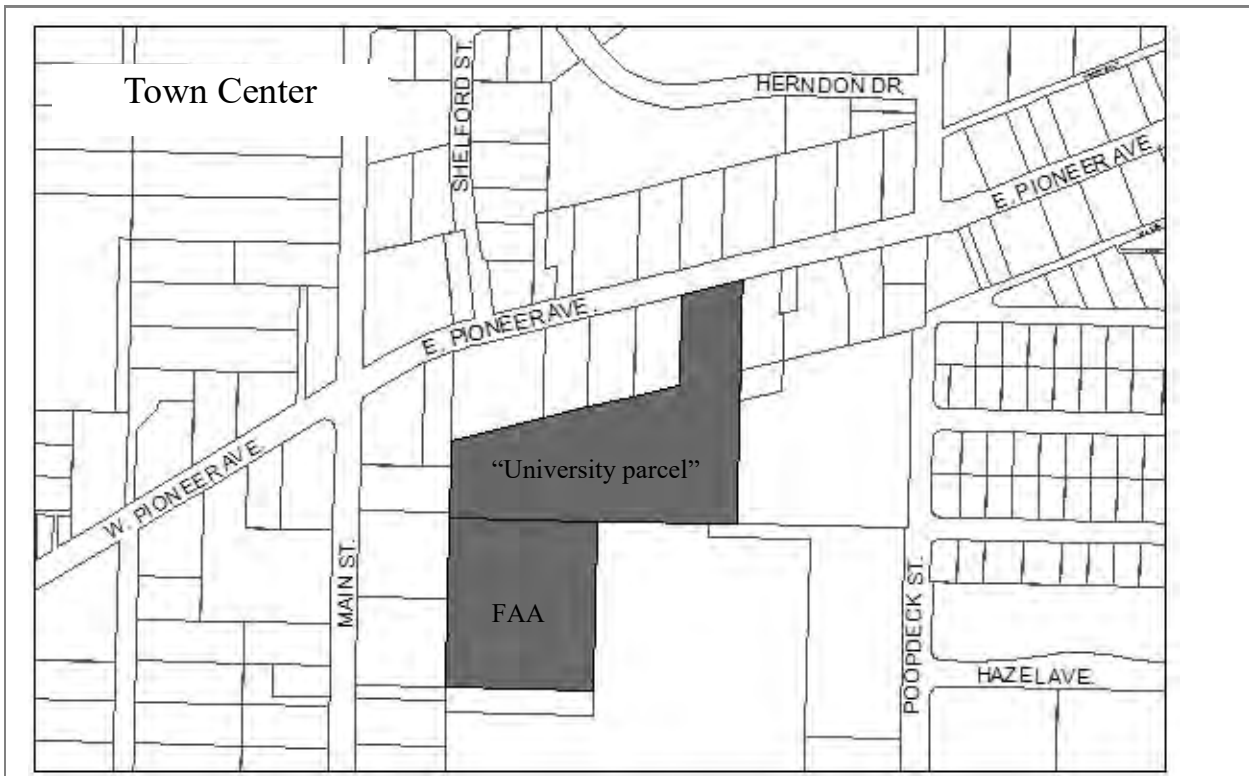 Town Center
SHELFORD ST.
HERNDON DR.
E. PIONEER AVE.
E. PIONEER AVE.
W. PIONEER AVE.
MAIN ST.
"University parcel"
FAA
POOPDECK ST.
HAZEL AVE.